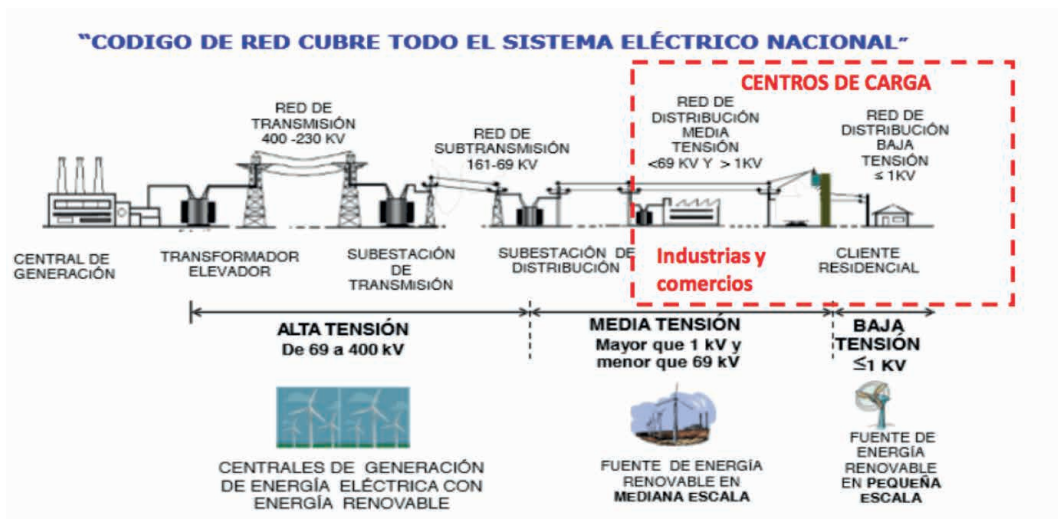 “CODIGO DE RED CUBRE TODO EL SISTEMA ELÉCTRICO NACIONAL”
CENTROS DE CARGA
RED DE
TRANSMISIÓN
400 -230 KV
RED DE
SUBTRANSMISIÓN
161-69 KV
RED DE
DISTRIBUCIÓN
MEDIA
TENSIÓN
<69 KV Y > 1KV
RED DE
DISTRIBUCIÓN
BAJA
TENSIÓN
≤ 1KV
CENTRAL DE
GENERACIÓN
TRANSFORMADOR
ELEVADOR
SUBESTACIÓN
DE
TRANSMISIÓN
SUBESTACIÓN DE
DISTRIBUCIÓN
Industrias y
comercios
CLIENTE
RESIDENCIAL
ALTA TENSIÓN
De 69 a 400 kV
MEDIA TENSIÓN
Mayor que 1 kV y
menor que 69 kV
BAJA
TENSIÓN
≤1 KV
CENTRALES DE GENERACIÓN
DE ENERGÍA ELÉCTRICA CON
ENERGÍA RENOVABLE
FUENTE DE ENERGÍA
RENOVABLE EN
MEDIANA ESCALA
FUENTE DE
ENERGÍA
RENOVABLE
EN PEQUEÑA
ESCALA